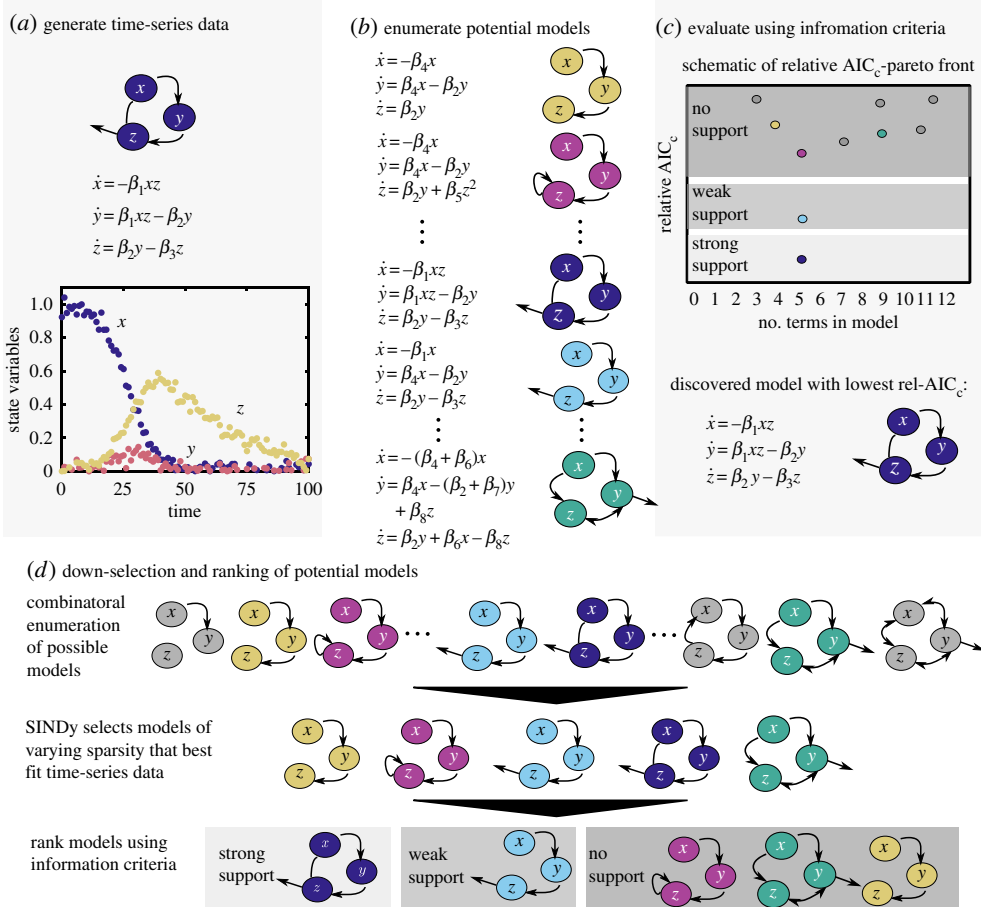 (a) generate time-series data
x
y
z
ẋ = −β₁xz
ẏ = β₁xz − β₂y
ż = β₂y − β₃z
state variables
1.0
0.8
0.6
0.4
0.2
0
x
z
y
0 25 50 75 100
time
(b) enumerate potential models
ẋ = −β₄x
ẏ = β₄x − β₂y
ż = β₂y
x
y
z
ẋ = −β₄x
ẏ = β₄x − β₂y
ż = β₂y + β₅z²
x
y
z
ẋ = −β₁xz
ẏ = β₁xz − β₂y
ż = β₂y − β₃z
x
y
z
ẋ = −β₁x
ẏ = β₄x − β₂y
ż = β₂y − β₃z
x
y
z
ẋ = −(β₄ + β₆)x
ẏ = β₄x − (β₂ + β₇)y
+ β₈z
ż = β₂y + β₆x − β₈z
x
y
z
(c) evaluate using infromation criteria
schematic of relative AIC꜀-pareto front
relative AIC꜀
no
support
weak
support
strong
support
0 1 2 3 4 5 6 7 8 9 10 11 12
no. terms in model
discovered model with lowest rel-AIC꜀:
ẋ = −β₁xz
ẏ = β₁xz − β₂y
ż = β₂y − β₃z
x
y
z
(d) down-selection and ranking of potential models
combinatoral
enumeration
of possible
models
x y z
x y z
x y z
x y z
x y z
x y z
x y z
x y z
SINDy selects models of
varying sparsity that best
fit time-series data
x y z
x y z
x y z
x y z
x y z
rank models using
information criteria
strong
support
x y z
weak
support
x y z
no
support
x y z
x y z
x y z